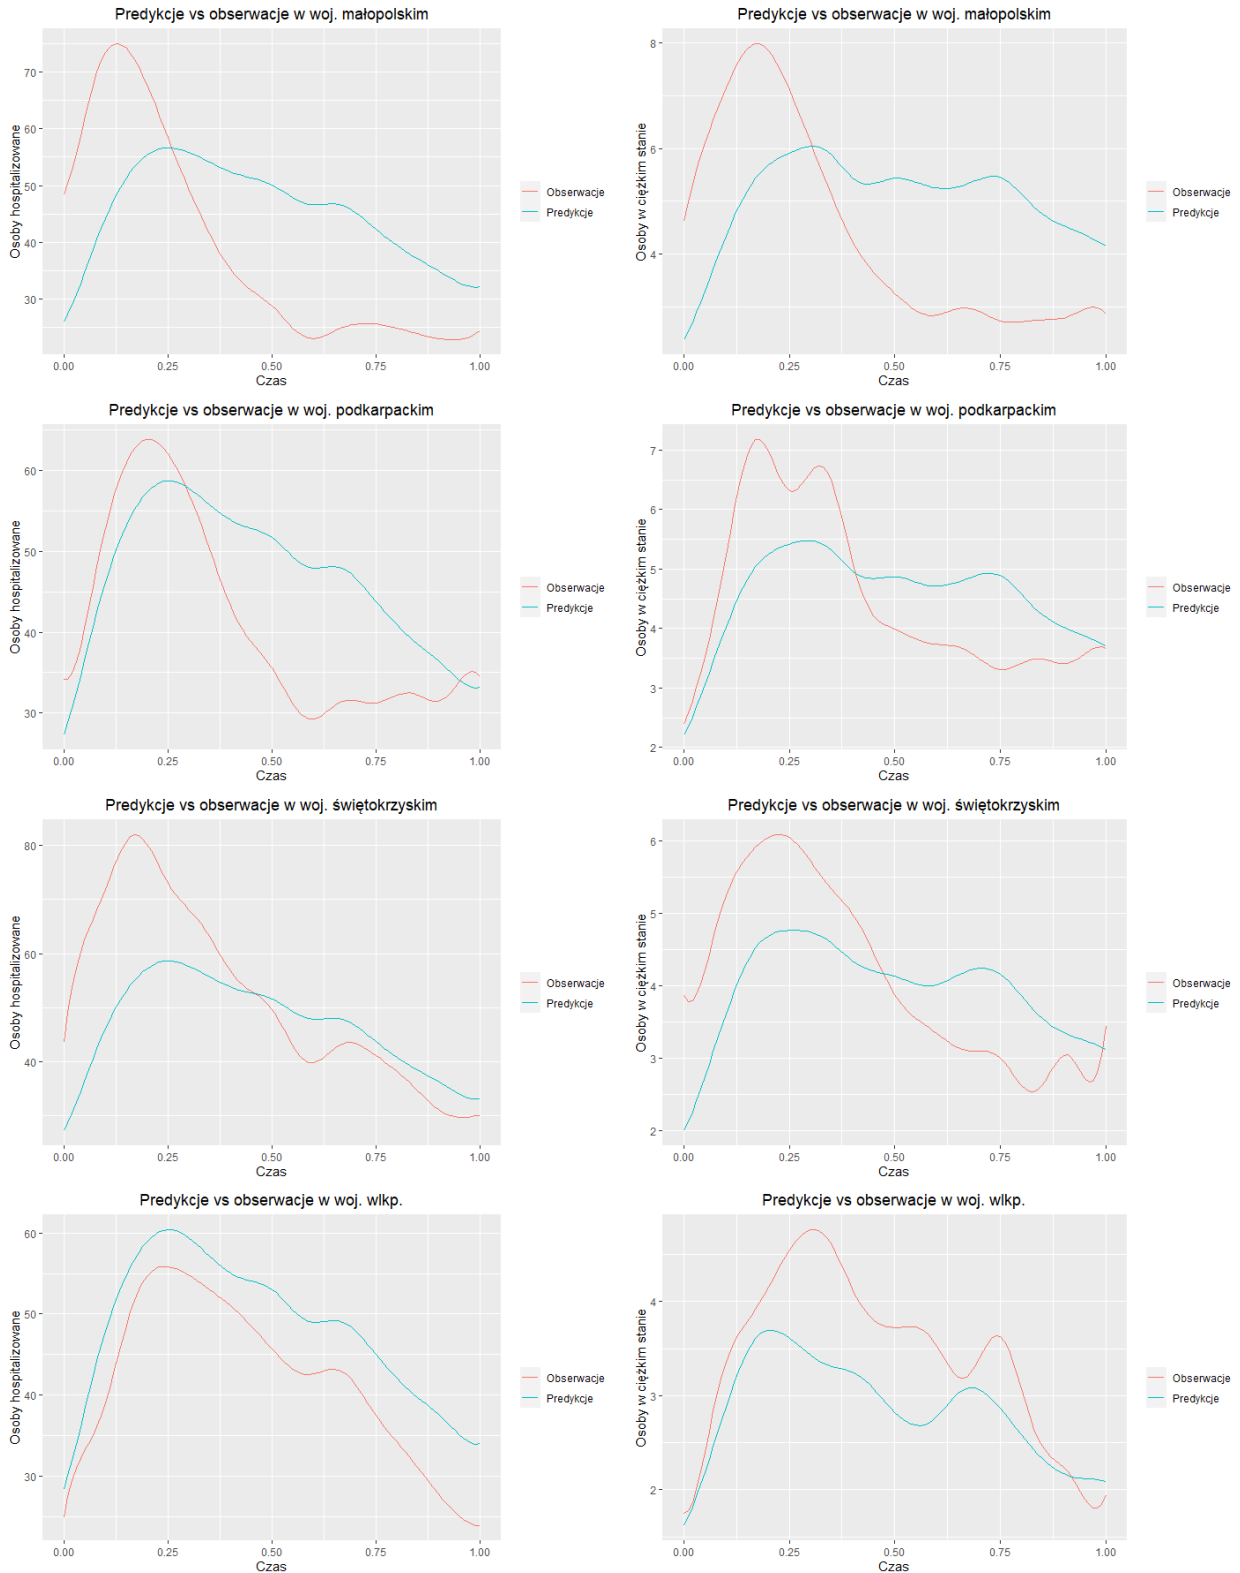 Predykcje vs obserwacje w woj. małopolskim
Osoby hospitalizowane
70
60
50
40
30
0.00 0.25 0.50 0.75 1.00
Czas
Obserwacje
Predykcje
Predykcje vs obserwacje w woj. małopolskim
Osoby w ciężkim stanie
8
6
4
0.00 0.25 0.50 0.75 1.00
Czas
Obserwacje
Predykcje
Predykcje vs obserwacje w woj. podkarpackim
Osoby hospitalizowane
60
50
40
30
0.00 0.25 0.50 0.75 1.00
Czas
Obserwacje
Predykcje
Predykcje vs obserwacje w woj. podkarpackim
Osoby w ciężkim stanie
7
6
5
4
3
2
0.00 0.25 0.50 0.75 1.00
Czas
Obserwacje
Predykcje
Predykcje vs obserwacje w woj. świętokrzyskim
Osoby hospitalizowane
80
60
40
0.00 0.25 0.50 0.75 1.00
Czas
Obserwacje
Predykcje
Predykcje vs obserwacje w woj. świętokrzyskim
Osoby w ciężkim stanie
6
5
4
3
2
0.00 0.25 0.50 0.75 1.00
Czas
Obserwacje
Predykcje
Predykcje vs obserwacje w woj. wlkp.
Osoby hospitalizowane
60
50
40
30
0.00 0.25 0.50 0.75 1.00
Czas
Obserwacje
Predykcje
Predykcje vs obserwacje w woj. wlkp.
Osoby w ciężkim stanie
4
3
2
0.00 0.25 0.50 0.75 1.00
Czas
Obserwacje
Predykcje